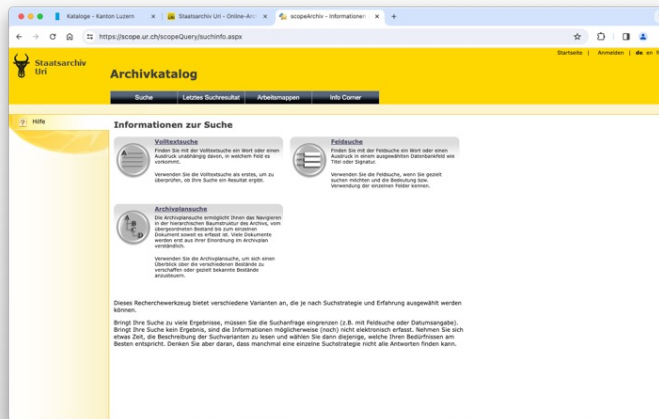 Kataloge - Kanton Luzern
Staatsarchiv Uri - Online-Arch
scopeArchiv - Informationen
https://scope.ur.ch/scopeQuery/suchinfo.aspx
Startseite | Anmelden | de en
Staatsarchiv
Uri
Archivkatalog
Suche
Letztes Suchresultat
Arbeitsmappen
Info Corner
Hilfe
Informationen zur Suche
Volltextsuche
Finden Sie mit der Volltextsuche ein Wort oder einen
Ausdruck unabhängig davon, in welchem Feld es
vorkommt.
Verwenden Sie die Volltextsuche als erstes, um zu
überprüfen, ob Ihre Suche ein Resultat ergibt.
Feldsuche
Finden Sie mit der Feldsuche ein Wort oder einen
Ausdruck in einem ausgewählten Datenbankfeld wie
Titel oder Signatur.
Verwenden Sie die Feldsuche, wenn Sie gezielt
suchen möchten und die Bedeutung bzw.
Verwendung der einzelnen Felder kennen.
Archivplansuche
Die Archivplansuche ermöglicht Ihnen das Navigieren
in der hierarchischen Baumstruktur des Archivs, vom
übergeordneten Bestand bis zum einzelnen
Dokument soweit es erfasst ist. Viele Dokumente
werden erst aus ihrer Einordnung im Archivplan
verständlich.
Verwenden Sie die Archivplansuche, um sich einen
Überblick über die verschiedenen Bestände zu
verschaffen oder gezielt bekannte Bestände
anzusteuern.
Dieses Recherchewerkzeug bietet verschiedene Varianten an, die je nach Suchstrategie und Erfahrung ausgewählt werden
können.
Bringt Ihre Suche zu viele Ergebnisse, müssen Sie die Suchanfrage eingrenzen (z.B. mit Feldsuche oder Datumsangabe).
Bringt Ihre Suche kein Ergebnis, sind die Informationen möglicherweise (noch) nicht elektronisch erfasst. Nehmen Sie sich
etwas Zeit, die Beschreibung der Suchvarianten zu lesen und wählen Sie dann diejenige, welche Ihren Bedürfnissen am
Besten entspricht. Denken Sie aber daran, dass manchmal eine einzelne Suchstrategie nicht alle Antworten finden kann.